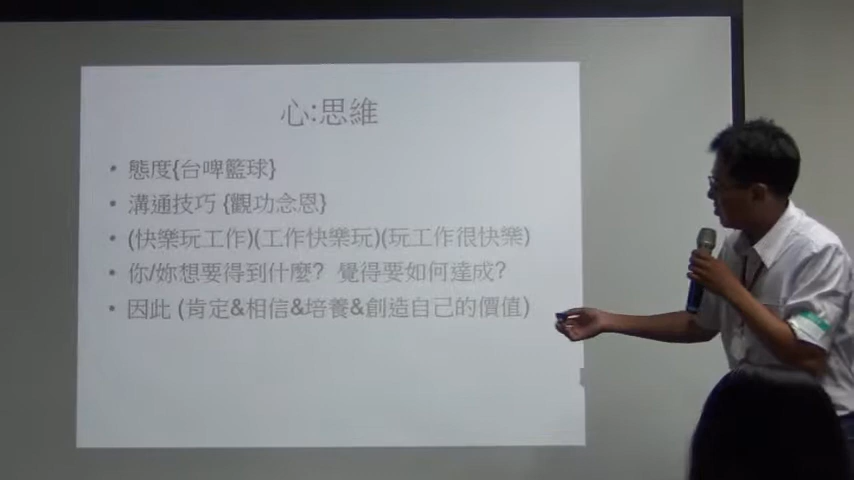 心:思維
• 態度{台啤籃球}
• 溝通技巧 {觀功念恩}
• (快樂玩工作)(工作快樂玩)(玩工作很快樂)
• 你/妳想要得到什麼? 覺得要如何達成?
• 因此 (肯定&相信&培養&創造自己的價值)